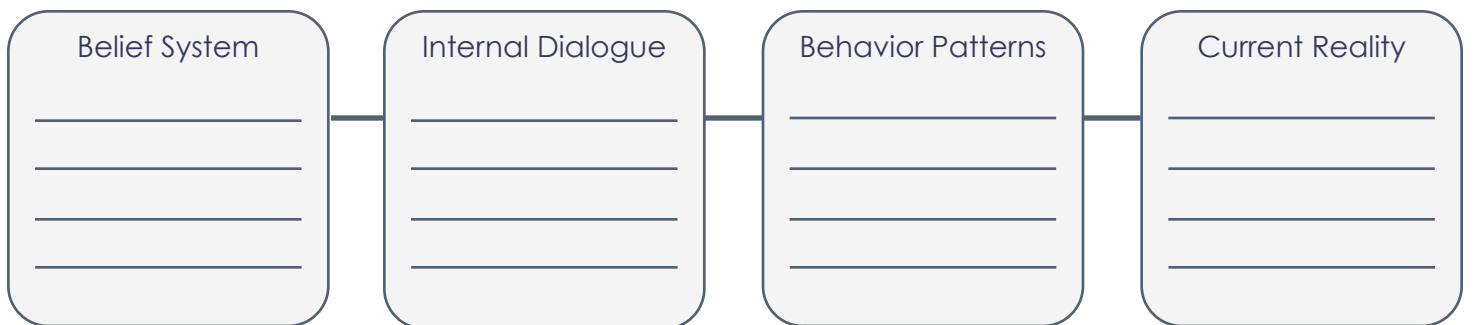 Belief System
Internal Dialogue
Behavior Patterns
Current Reality